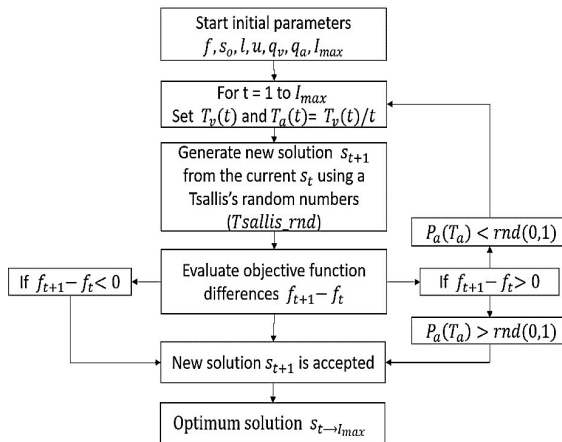 Start initial parameters
f, s_o, l, u, q_v, q_a, I_max
For t = 1 to I_max
Set T_v(t) and T_a(t)= T_v(t)/t
Generate new solution s_{t+1}
from the current s_t using a
Tsallis's random numbers
(Tsallis_rnd)
P_a(T_a) < rnd(0,1)
If f_{t+1} − f_t < 0
Evaluate objective function
differences f_{t+1} − f_t
If f_{t+1} − f_t > 0
P_a(T_a) > rnd(0,1)
New solution s_{t+1} is accepted
Optimum solution s_{t→I_max}